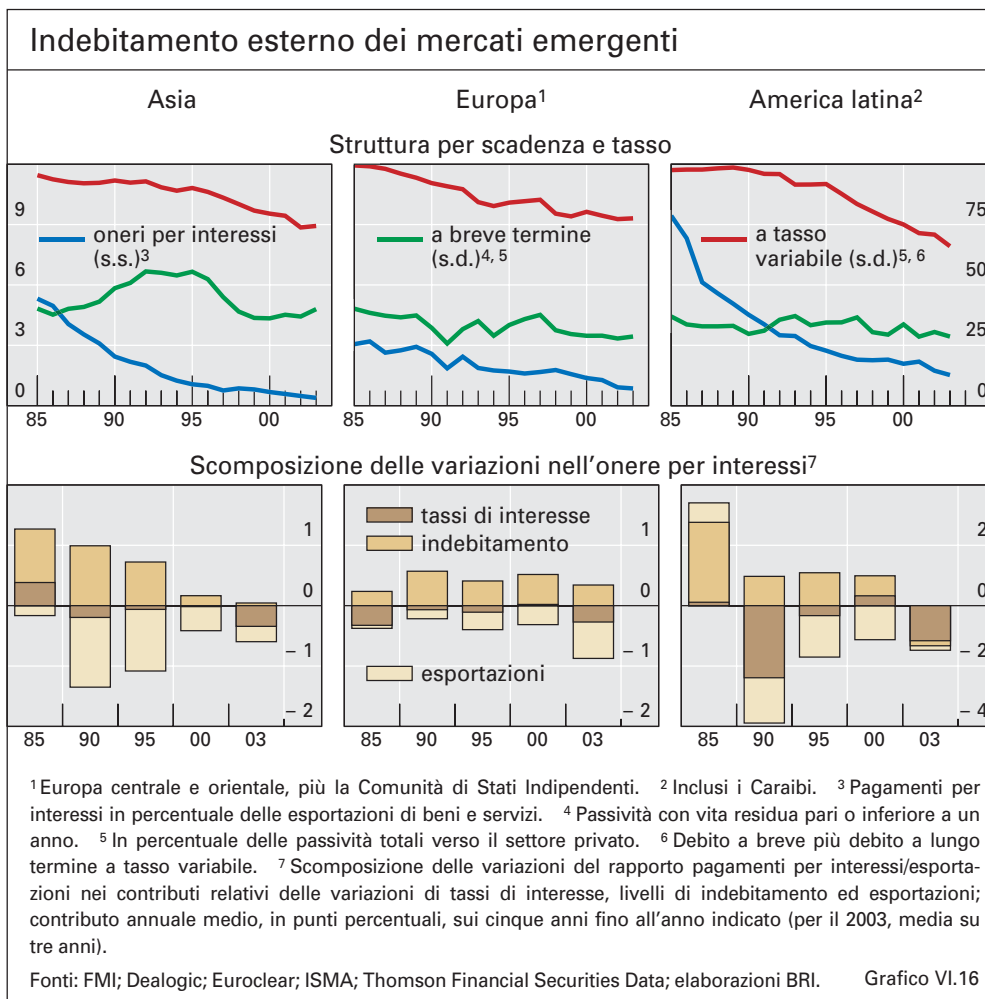 Indebitamento esterno dei mercati emergenti
Asia
Europa¹
America latina²
Struttura per scadenza e tasso
9
6
3
0
oneri per interessi
(s.s.)³
85 90 95 00
a breve termine
(s.d.)⁴, ⁵
85 90 95 00
a tasso
variabile (s.d.)⁵, ⁶
75
50
25
0
85 90 95 00
Scomposizione delle variazioni nell'onere per interessi⁷
85 90 95 00 03
tassi di interesse
indebitamento
esportazioni
1
0
– 1
– 2
85 90 95 00 03
2
0
– 2
– 4
85 90 95 00 03
1
0
– 1
– 2
¹ Europa centrale e orientale, più la Comunità di Stati Indipendenti. ² Inclusi i Caraibi. ³ Pagamenti per
interessi in percentuale delle esportazioni di beni e servizi. ⁴ Passività con vita residua pari o inferiore a un
anno. ⁵ In percentuale delle passività totali verso il settore privato. ⁶ Debito a breve più debito a lungo
termine a tasso variabile. ⁷ Scomposizione delle variazioni del rapporto pagamenti per interessi/esporta-
zioni nei contributi relativi delle variazioni di tassi di interesse, livelli di indebitamento ed esportazioni;
contributo annuale medio, in punti percentuali, sui cinque anni fino all'anno indicato (per il 2003, media su
tre anni).
Fonti: FMI; Dealogic; Euroclear; ISMA; Thomson Financial Securities Data; elaborazioni BRI.
Grafico VI.16